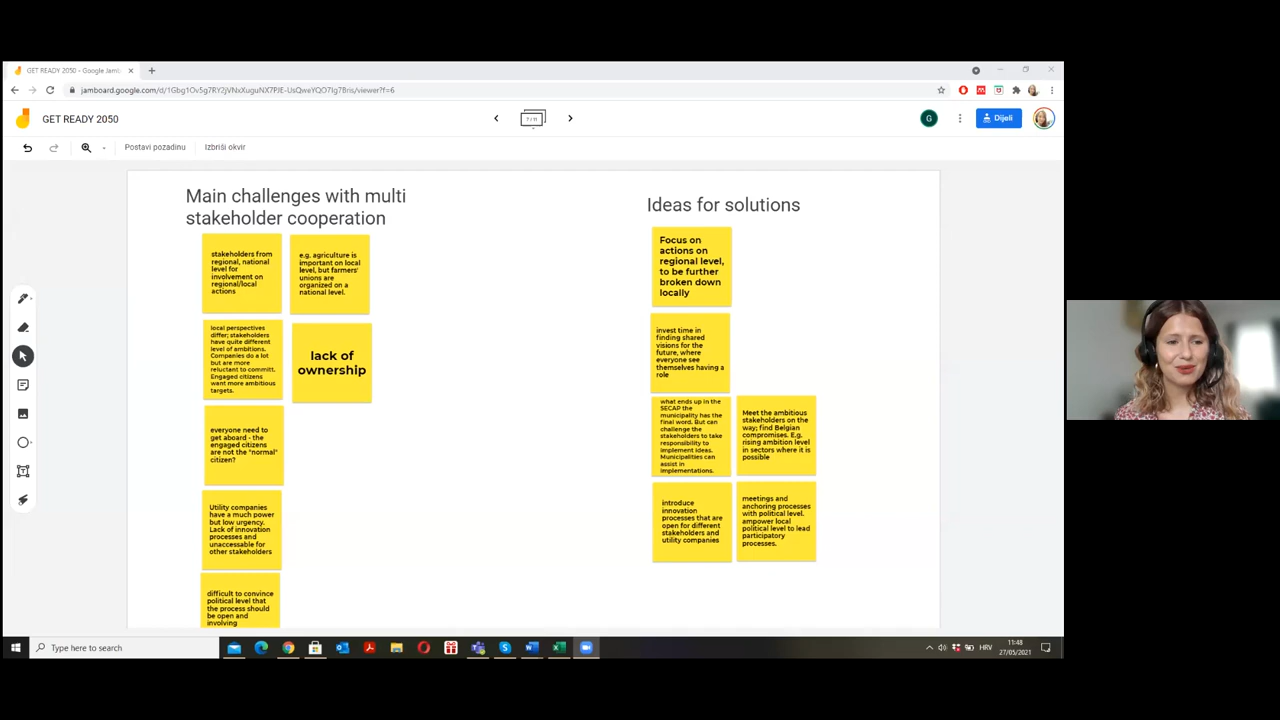 GET READY 2050 - Google Jamb
jamboard.google.com/d/1Gbg1Ov5g7RY2jVNxXuguNX7PJE-UsQweYQO7Ig7Bris/viewer?f=6
GET READY 2050
7 / 11
G
Dijeli
Postavi pozadinu
Izbriši okvir
Main challenges with multi
stakeholder cooperation
stakeholders from
regional, national
level for
involvement on
regional/local
actions
e.g. agriculture is
important on local
level, but farmers'
unions are
organized on a
national level.
local perspectives
differ; stakeholders
have quite different
level of ambitions.
Companies do a lot
but are more
reluctant to committ.
Engaged citizens
want more ambitious
targets.
lack of
ownership
everyone need to
get aboard - the
engaged citizens
are not the "normal"
citizen?
Utility companies
have a much power
but low urgency.
Lack of innovation
processes and
unaccessable for
other stakeholders
difficult to convince
political level that
the process should
be open and
involving
Ideas for solutions
Focus on
actions on
regional level,
to be further
broken down
locally
invest time in
finding shared
visions for the
future, where
everyone see
themselves having a
role
what ends up in the
SECAP the
municipality has the
final word. But can
challenge the
stakeholders to take
responsibility to
implement ideas.
Municipalities can
assist in
implementations.
Meet the ambitious
stakeholders on the
way; find Belgian
compromises. E.g.
rising ambition level
in sectors where it is
possible
introduce
innovation
processes that are
open for different
stakeholders and
utility companies
meetings and
anchoring processes
with political level.
ampower local
political level to lead
participatory
processes.
Type here to search
HRV
11:48
27/05/2021